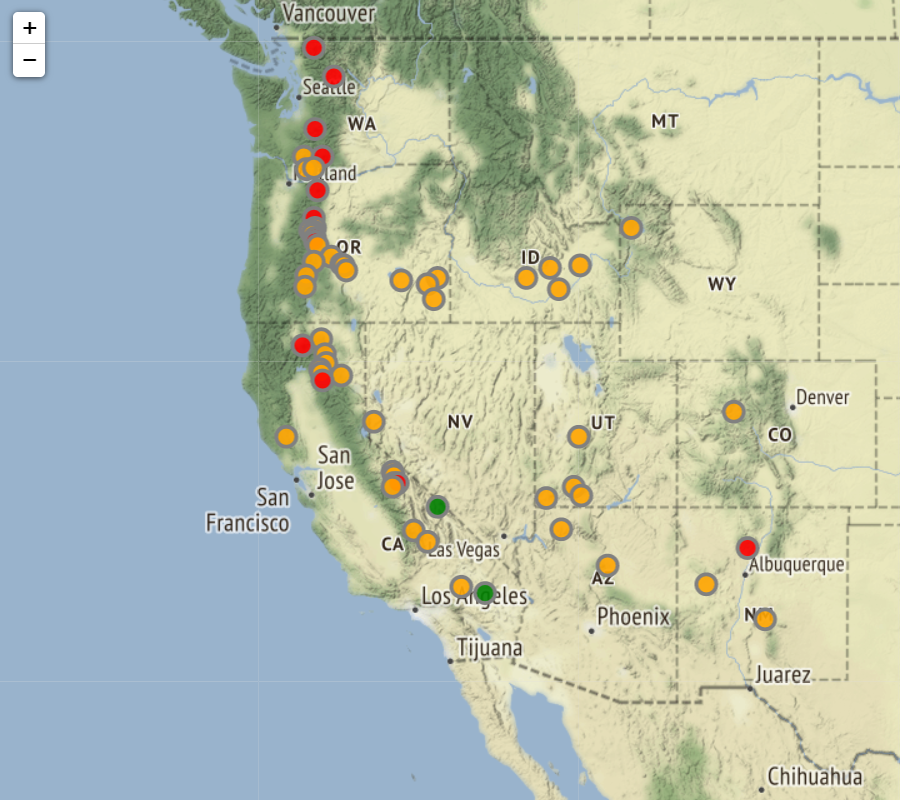 +
−
Vancouver
Seattle
WA
MT
Portland
OR
ID
WY
Denver
NV
UT
CO
San
Jose
San
Francisco
CA
Las Vegas
Albuquerque
AZ
Los Angeles
NM
Phoenix
Tijuana
Juarez
Chihuahua